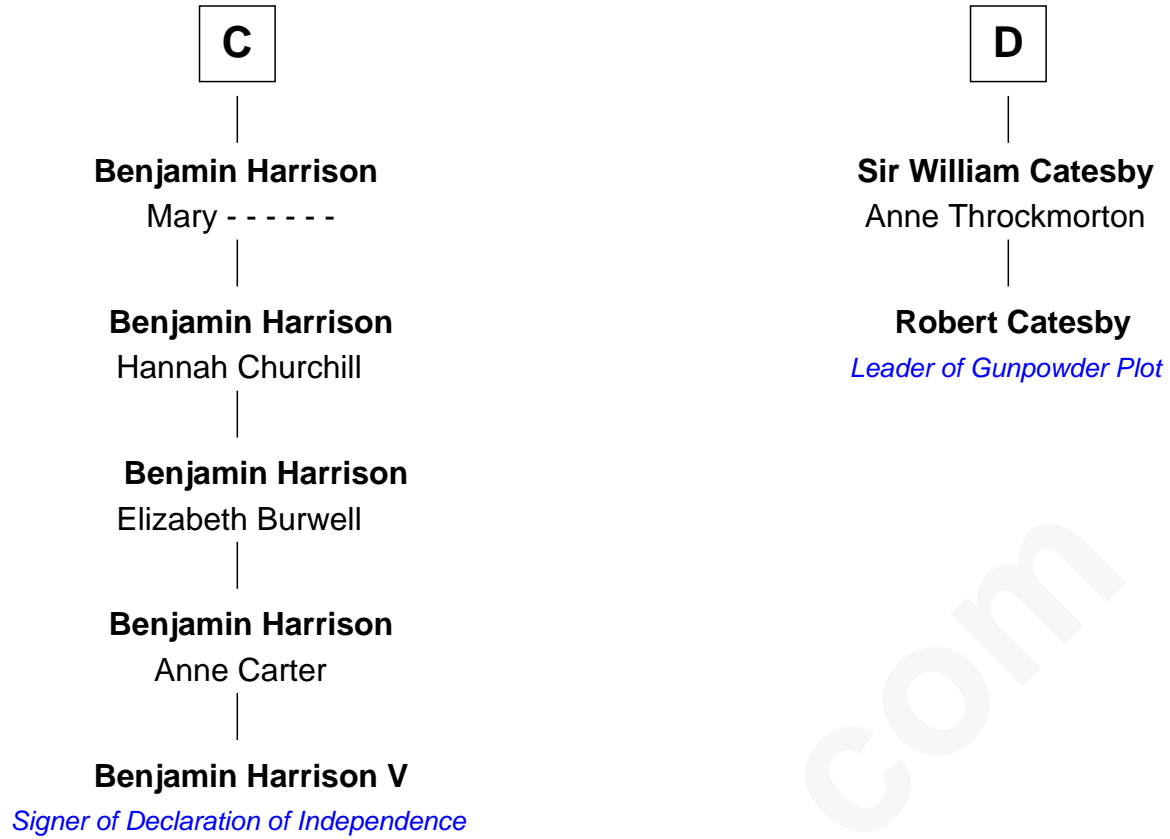 C
Benjamin Harrison
Mary - - - - - -
Benjamin Harrison
Hannah Churchill
Benjamin Harrison
Elizabeth Burwell
Benjamin Harrison
Anne Carter
Benjamin Harrison V
Signer of Declaration of Independence
D
Sir William Catesby
Anne Throckmorton
Robert Catesby
Leader of Gunpowder Plot
com